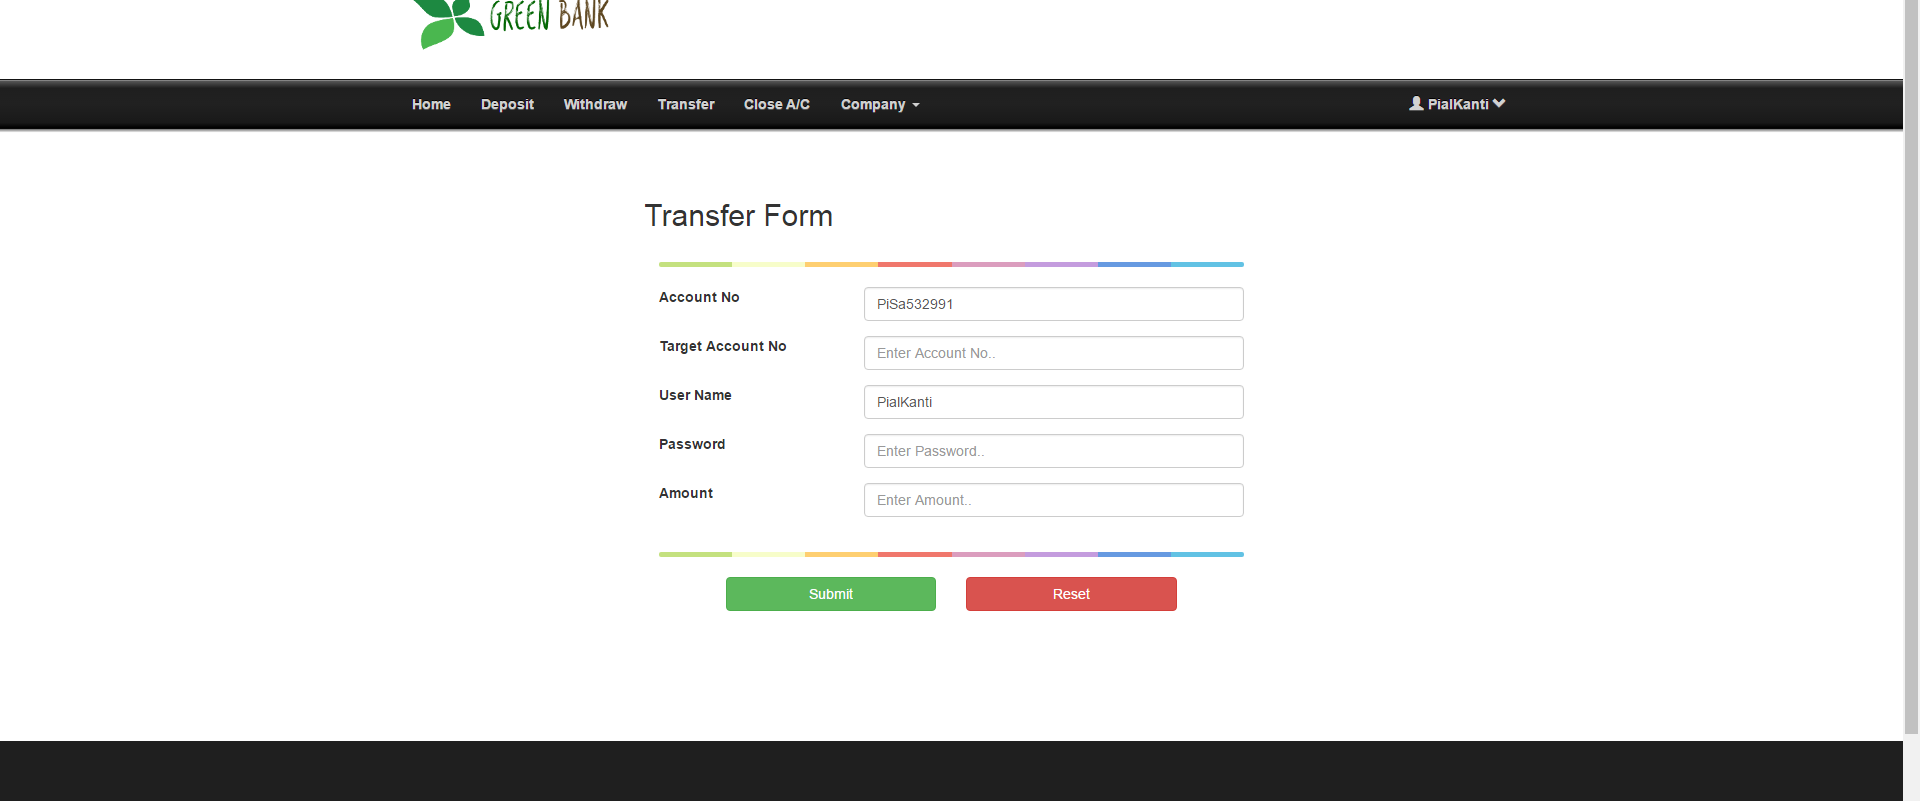 GREEN BANK
Home Deposit Withdraw Transfer Close A/C Company PialKanti
Transfer Form
Account No PiSa532991
Target Account No Enter Account No..
User Name PialKanti
Password Enter Password..
Amount Enter Amount..
Submit Reset